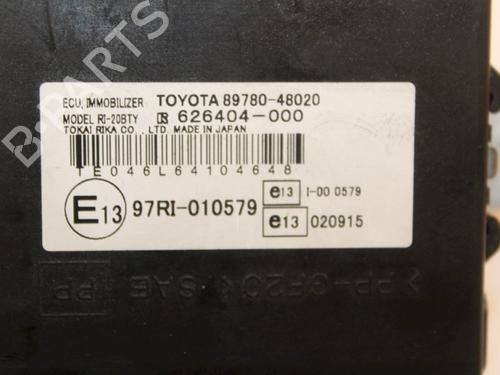 B-PARTS
ECU, IMMOBILIZER TOYOTA 89780-48020
MODEL RI-20BTY 626404-000
TOKAI RIKA CO., LTD. MADE IN JAPAN
TE046L64104648
E13 97RI-010579 e13 I-00 0579
e13 020915
>PP